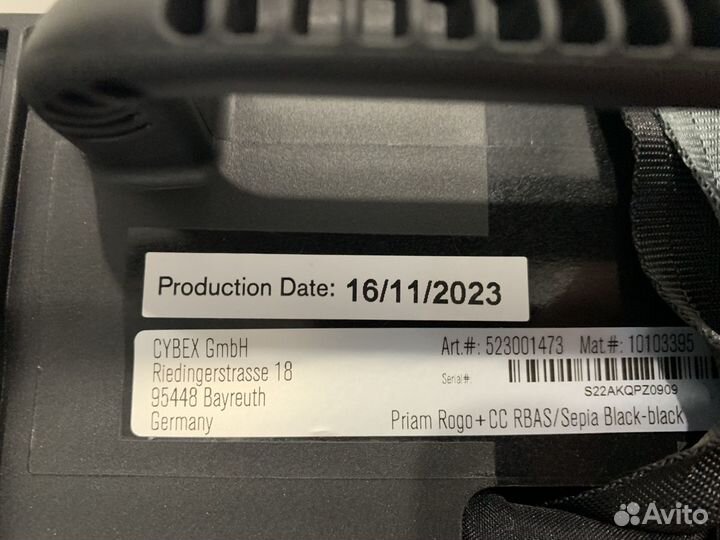 Production Date: 16/11/2023
CYBEX GmbH
Riedingerstrasse 18
95448 Bayreuth
Germany
Art.#: 523001473 Mat.#: 10103395
Serial#:
S22AKQPZ0909
Priam Rogo+CC RBAS/Sepia Black-black
Avito